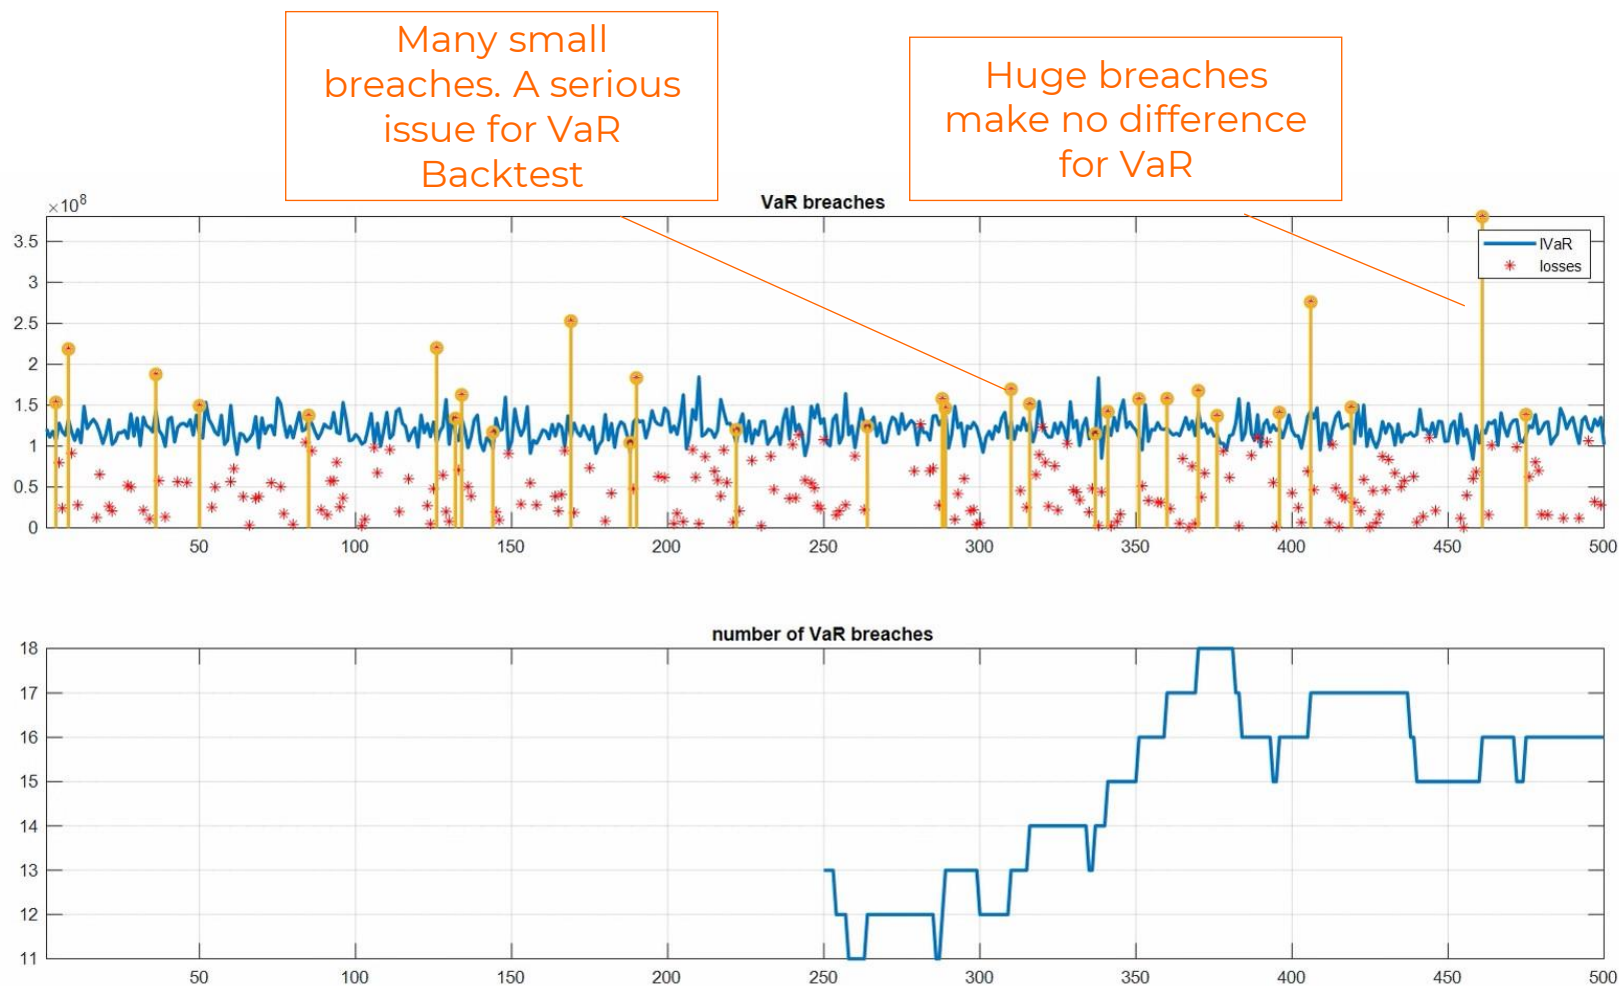 Many small
breaches. A serious
issue for VaR
Backtest
Huge breaches
make no difference
for VaR
×10⁸
VaR breaches
3.5
3
2.5
2
1.5
1
0.5
0
IVaR
losses
50 100 150 200 250 300 350 400 450 500
number of VaR breaches
18
17
16
15
14
13
12
11
50 100 150 200 250 300 350 400 450 500